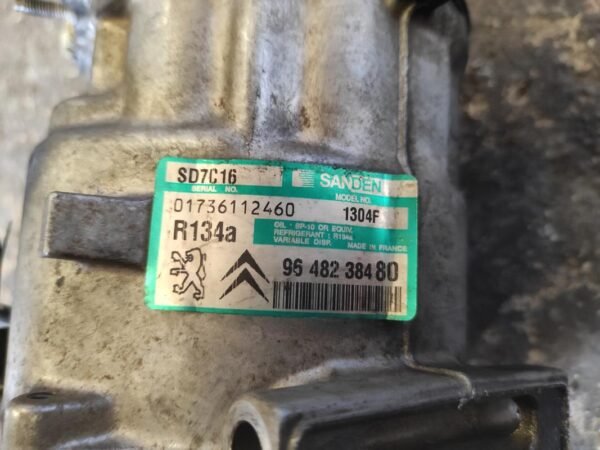 SD7C16 SANDEN
SERIAL NO. MODEL NO.
01736112460 1304F
R134a
OIL : SP-10 OR EQUIV.
REFRIGERANT : R134a
VARIABLE DISP. MADE IN FRANCE
96 482 384 80